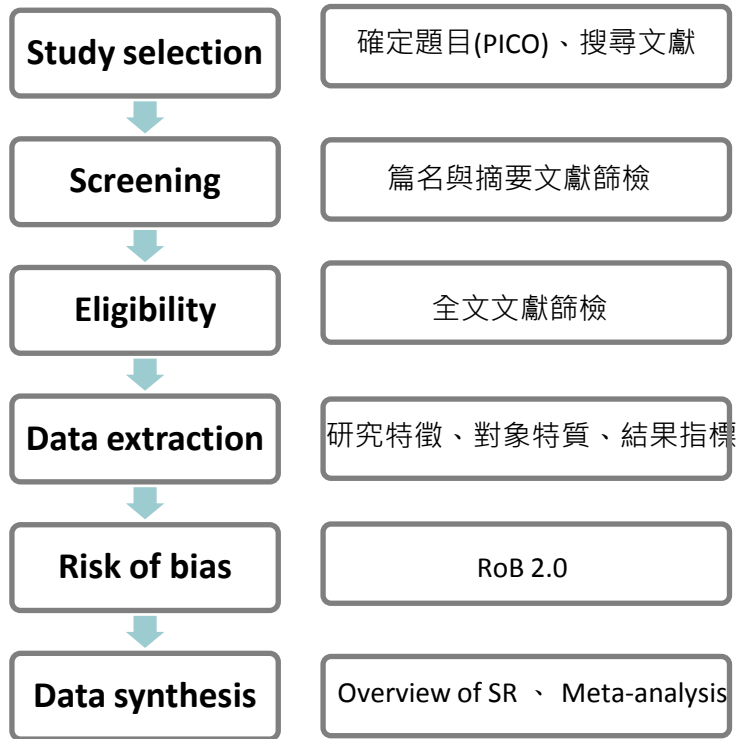 Study selection
確定題目(PICO)、搜尋文獻
Screening
篇名與摘要文獻篩檢
Eligibility
全文文獻篩檢
Data extraction
研究特徵、對象特質、結果指標
Risk of bias
RoB 2.0
Data synthesis
Overview of SR 、 Meta-analysis